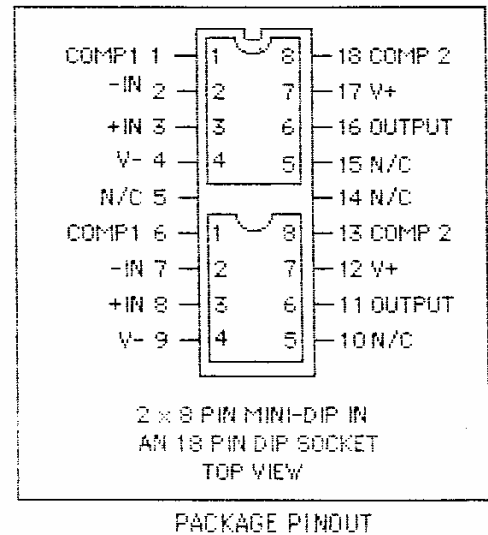 COMP1 1 1 8 18 COMP 2
-IN 2 2 7 17 V+
+IN 3 3 6 16 OUTPUT
V- 4 4 5 15 N/C
N/C 5 14 N/C
COMP1 6 1 8 13 COMP 2
-IN 7 2 7 12 V+
+IN 8 3 6 11 OUTPUT
V- 9 4 5 10 N/C
2 x 8 PIN MINI-DIP IN
AN 18 PIN DIP SOCKET
TOP VIEW
PACKAGE PINOUT